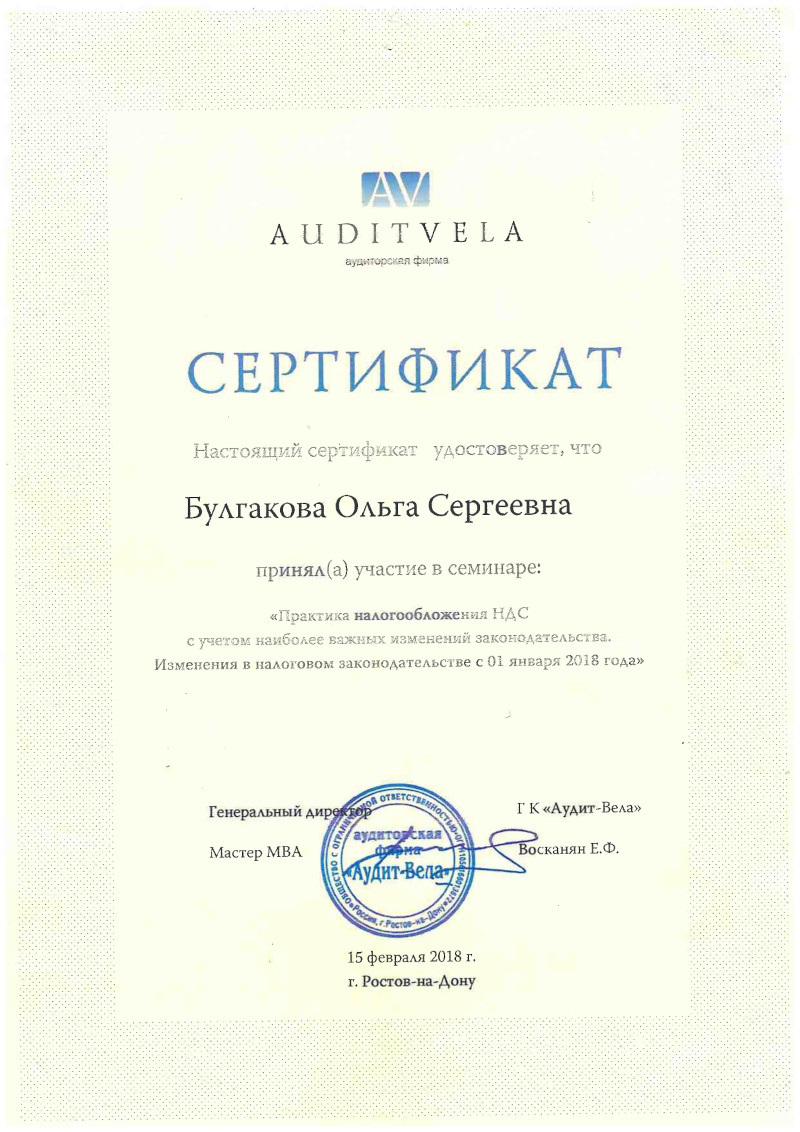 AV
AUDITVELA
аудиторская фирма
СЕРТИФИКАТ
Настоящий сертификат удостоверяет, что
Булгакова Ольга Сергеевна
принял(а) участие в семинаре:
«Практика налогообложения НДС
с учетом наиболее важных изменений законодательства.
Изменения в налоговом законодательстве с 01 января 2018 года»
Генеральный директор
Г К «Аудит-Вела»
Мастер МВА
Восканян Е.Ф.
ОБЩЕСТВО С ОГРАНИЧЕННОЙ ОТВЕТСТВЕННОСТЬЮ
Россия, г. Ростов-на-Дону
аудиторская
фирма
«Аудит-Вела»
15 февраля 2018 г.
г. Ростов-на-Дону